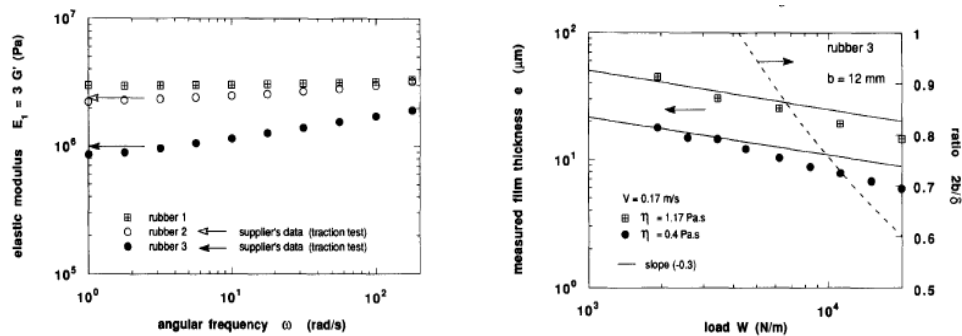 elastic modulus E₁ = 3 G' (Pa)
10⁷
10⁶
10⁵
rubber 1
rubber 2 supplier's data (traction test)
rubber 3 supplier's data (traction test)
10⁰ 10¹ 10²
angular frequency ω (rad/s)
measured film thickness e (μm)
10²
10¹
10⁰
rubber 3
b = 12 mm
V = 0.17 m/s
η = 1.17 Pa.s
η = 0.4 Pa.s
slope (-0.3)
10³ 10⁴
load W (N/m)
1
0.9
0.8
0.7
0.6
0.5
ratio 2b/δ